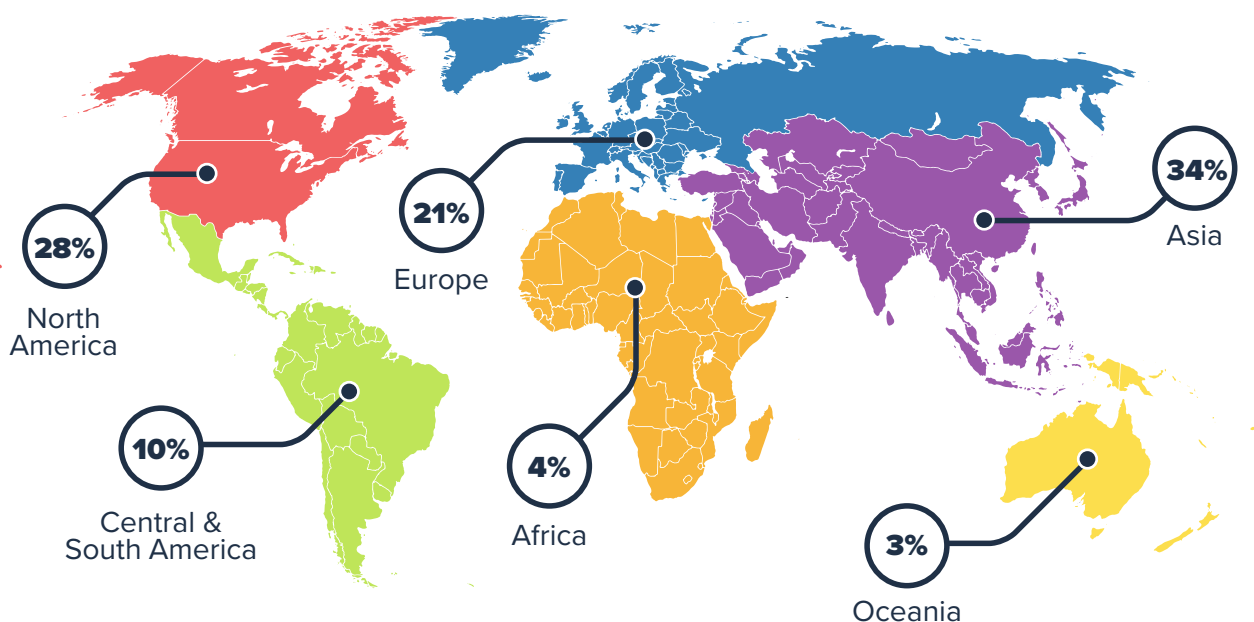 28%
North
America
21%
Europe
34%
Asia
10%
Central &
South America
4%
Africa
3%
Oceania